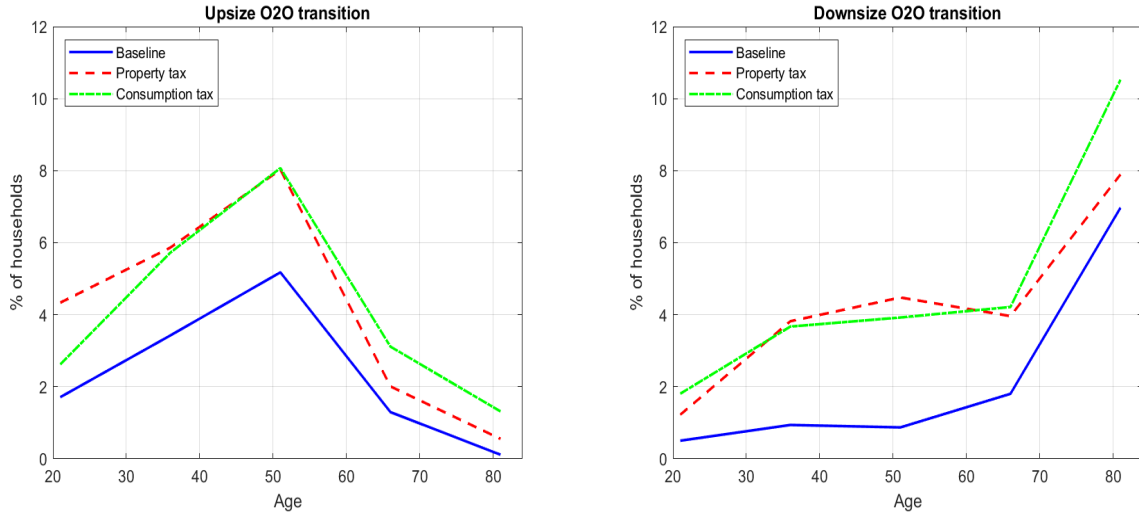 Upsize O2O transition
12
10
8
6
4
2
0
% of households
Baseline
Property tax
Consumption tax
20 30 40 50 60 70 80
Age
Downsize O2O transition
12
10
8
6
4
2
0
% of households
Baseline
Property tax
Consumption tax
20 30 40 50 60 70 80
Age